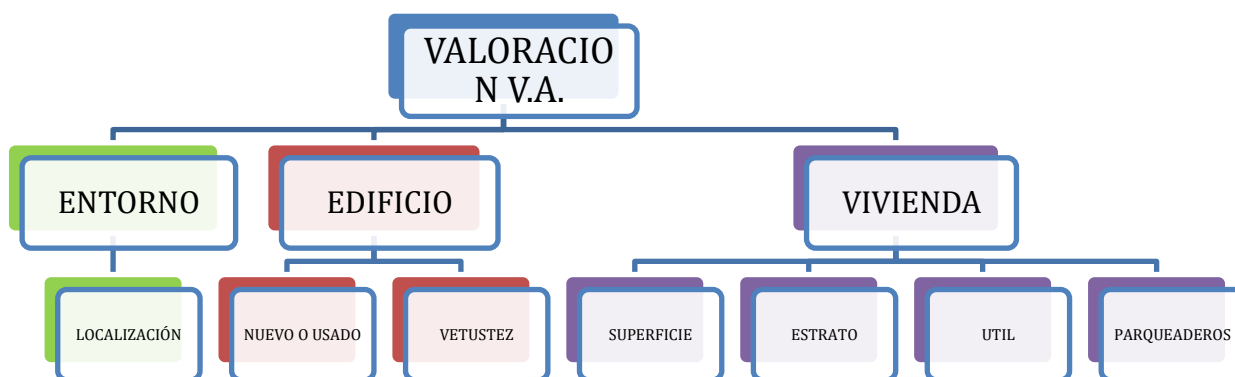 VALORACIO
N V.A.
ENTORNO
EDIFICIO
VIVIENDA
LOCALIZACIÓN
NUEVO O USADO
VETUSTEZ
SUPERFICIE
ESTRATO
UTIL
PARQUEADEROS